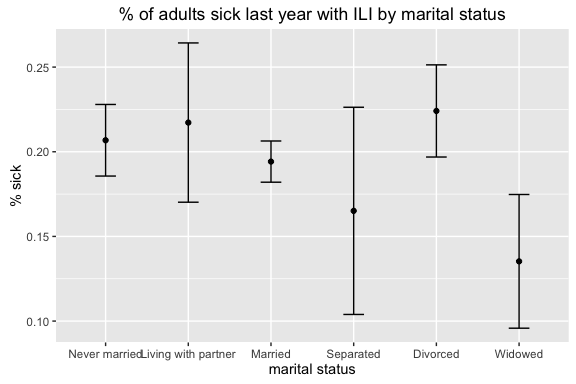 % of adults sick last year with ILI by marital status
% sick
0.25
0.20
0.15
0.10
Never married Living with partner Married Separated Divorced Widowed
marital status